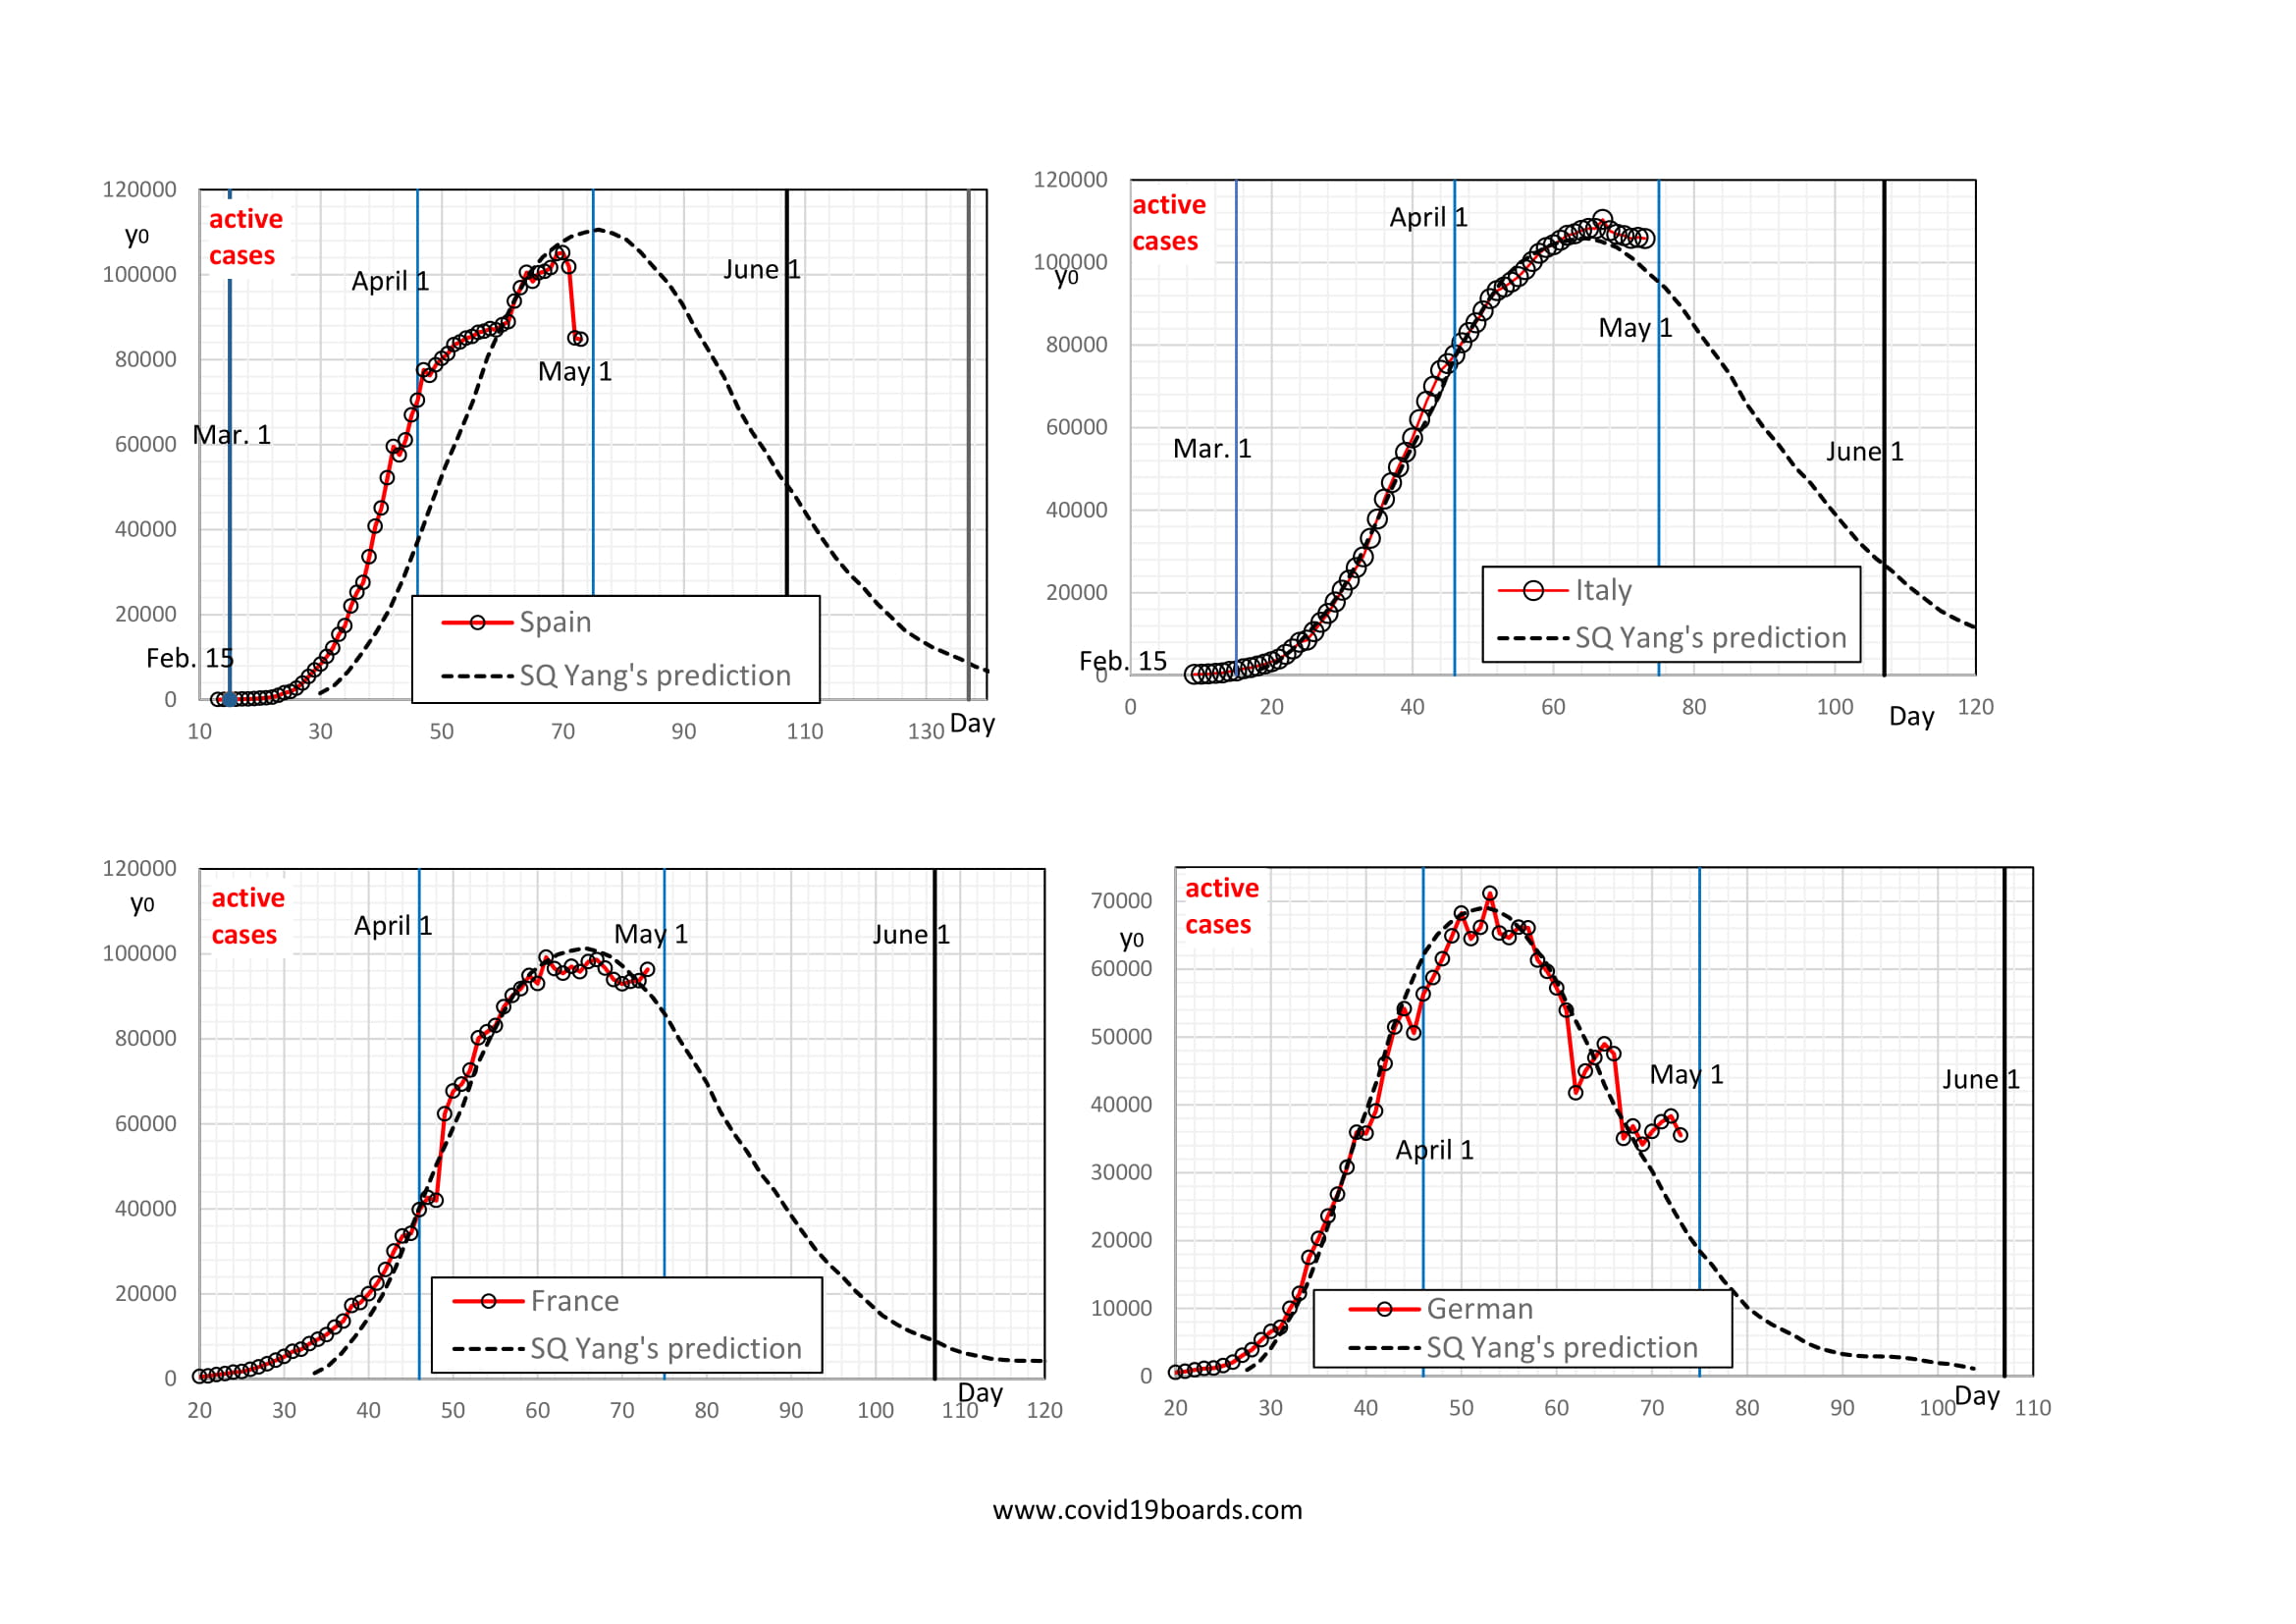 120000
active
cases
y0
100000
80000
60000
40000
20000
0
April 1
June 1
May 1
Mar. 1
Feb. 15
Spain
SQ Yang's prediction
10 30 50 70 90 110 130
Day
120000
active
cases
y0
100000
80000
60000
40000
20000
0
April 1
May 1
Mar. 1
June 1
Feb. 15
Italy
SQ Yang's prediction
0 20 40 60 80 100 120
Day
120000
active
cases
y0
100000
80000
60000
40000
20000
0
April 1
May 1
June 1
France
SQ Yang's prediction
Day
20 30 40 50 60 70 80 90 100 110 120
active
cases
y0
70000
60000
50000
40000
30000
20000
10000
0
May 1
June 1
April 1
German
SQ Yang's prediction
Day
20 30 40 50 60 70 80 90 100 110
www.covid19boards.com